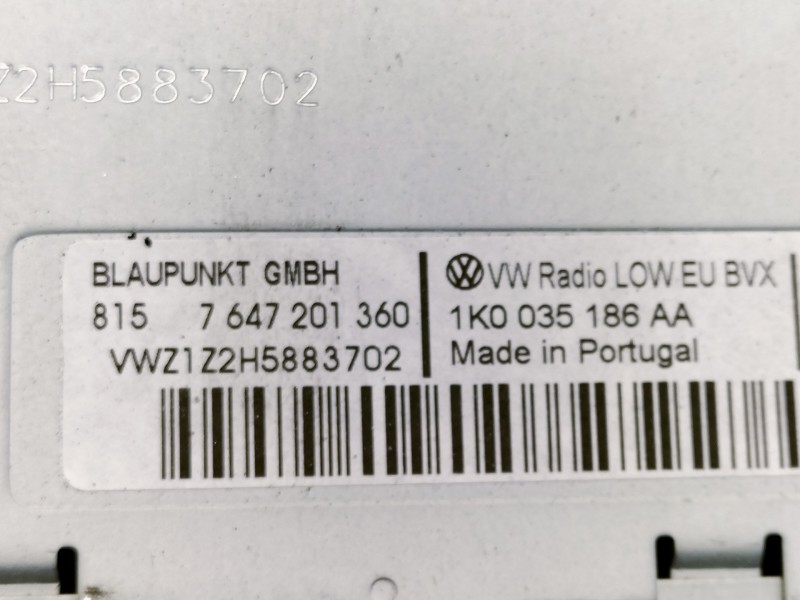 Z2H5883702
BLAUPUNKT GMBH
815 7 647 201 360
VWZ1Z2H5883702
VW Radio LOW EU BVX
1K0 035 186 AA
Made in Portugal